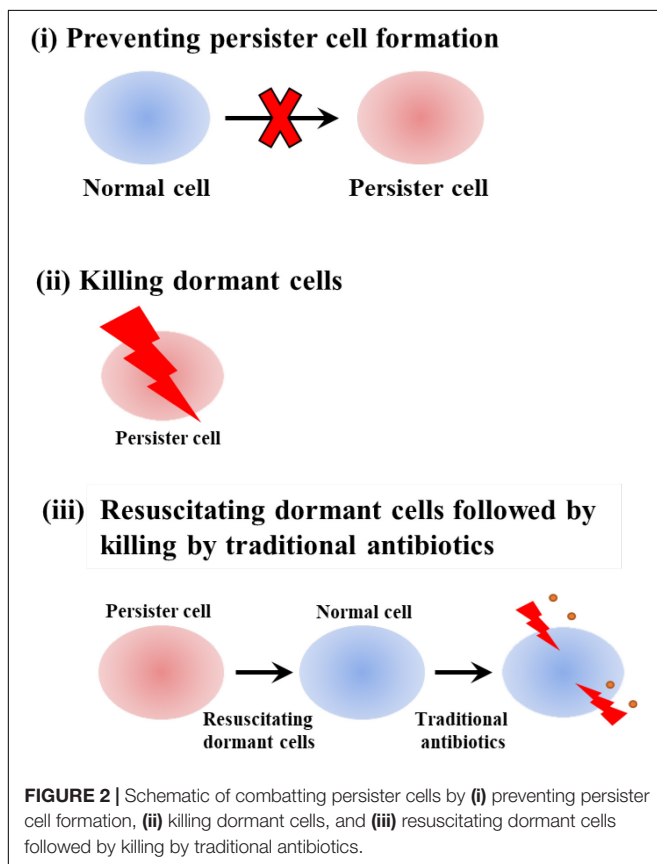 (i) Preventing persister cell formation
Normal cell
Persister cell
(ii) Killing dormant cells
Persister cell
(iii) Resuscitating dormant cells followed by
killing by traditional antibiotics
Persister cell
Normal cell
Resuscitating
dormant cells
Traditional
antibiotics
FIGURE 2 | Schematic of combatting persister cells by (i) preventing persister
cell formation, (ii) killing dormant cells, and (iii) resuscitating dormant cells
followed by killing by traditional antibiotics.